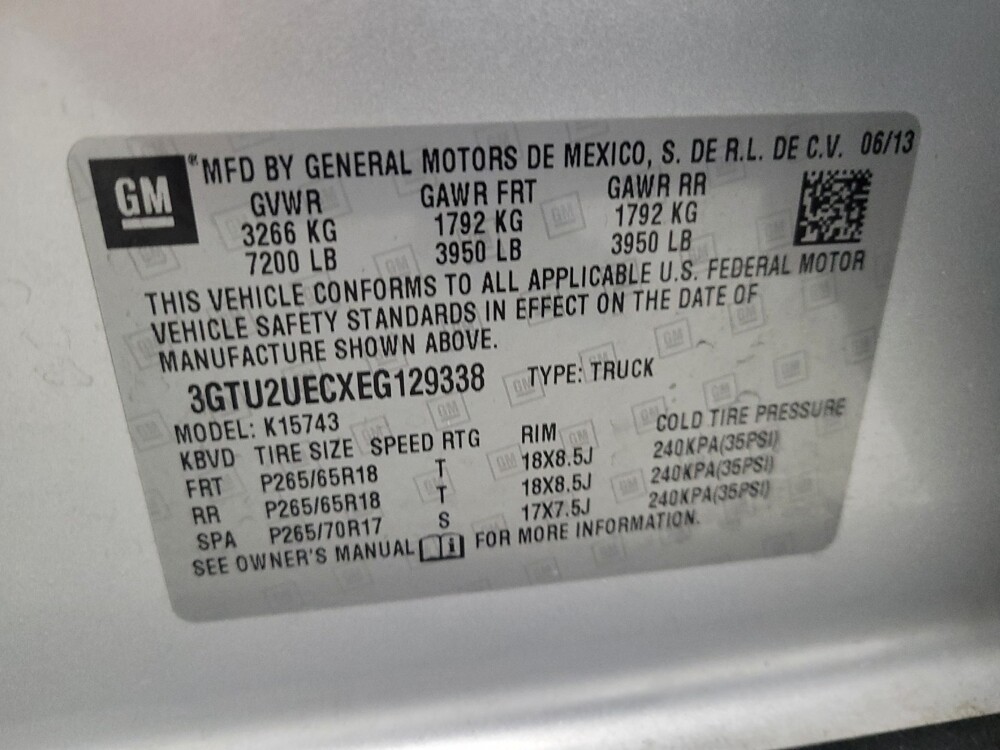 GM
MFD BY GENERAL MOTORS DE MEXICO, S. DE R.L. DE C.V. 06/13
GVWR GAWR FRT GAWR RR
3266 KG 1792 KG 1792 KG
7200 LB 3950 LB 3950 LB
THIS VEHICLE CONFORMS TO ALL APPLICABLE U.S. FEDERAL MOTOR
VEHICLE SAFETY STANDARDS IN EFFECT ON THE DATE OF
MANUFACTURE SHOWN ABOVE.
3GTU2UECXEG129338 TYPE: TRUCK
MODEL: K15743
KBVD TIRE SIZE SPEED RTG RIM COLD TIRE PRESSURE
FRT P265/65R18 T 18X8.5J 240KPA(35PSI)
RR P265/65R18 T 18X8.5J 240KPA(35PSI)
SPA P265/70R17 S 17X7.5J 240KPA(35PSI)
SEE OWNER'S MANUAL i FOR MORE INFORMATION.